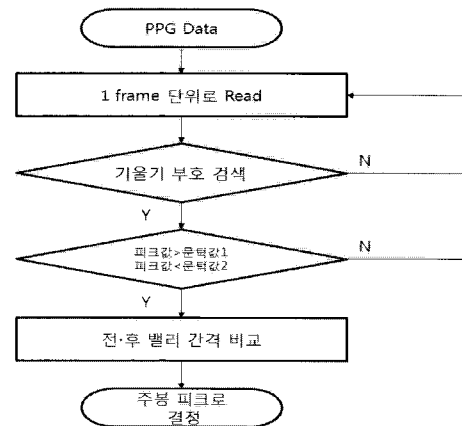 PPG Data
1 frame 단위로 Read
기울기 부호 검색
N
Y
피크값>문턱값1
피크값<문턱값2
N
Y
전·후 밸리 간격 비교
주봉 피크로
결정